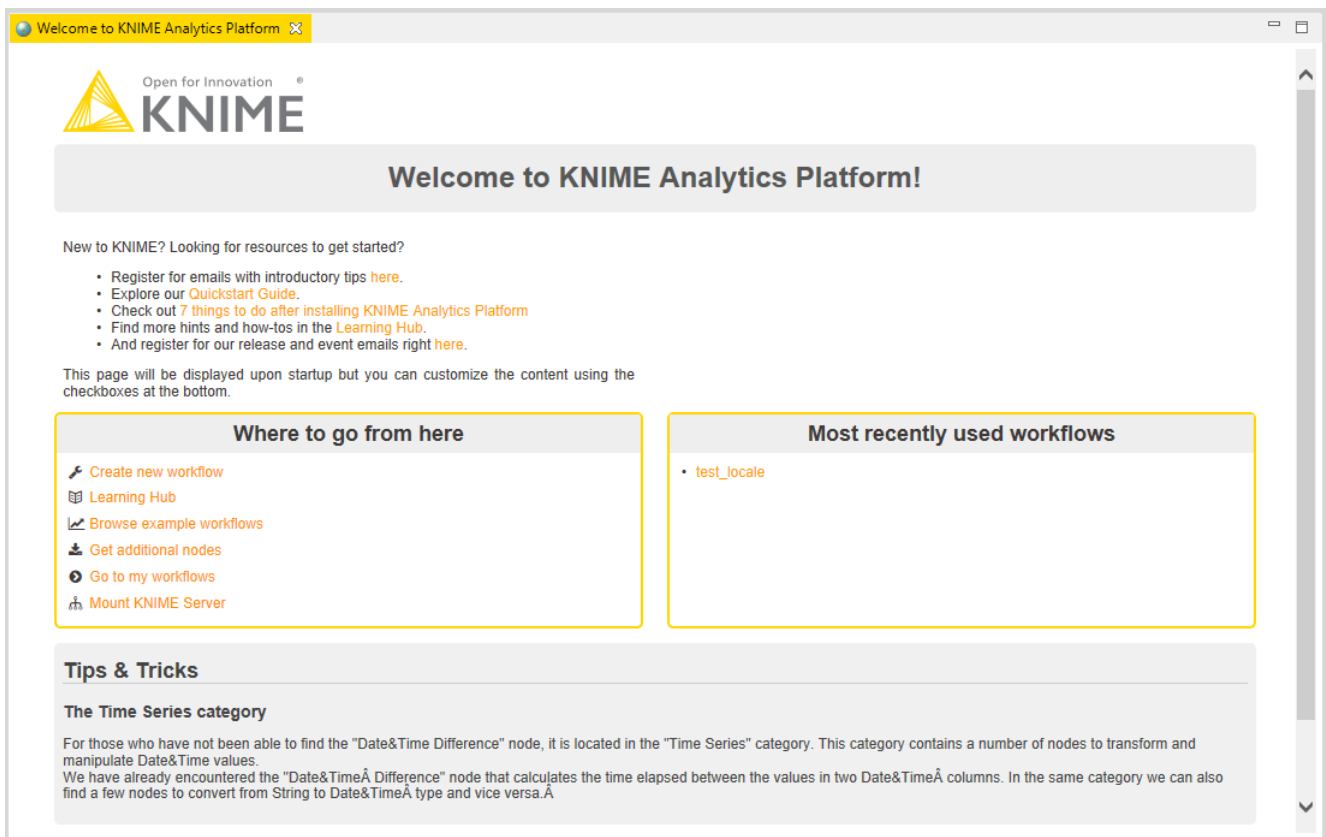 Welcome to KNIME Analytics Platform
Open for Innovation ®
KNIME
Welcome to KNIME Analytics Platform!
New to KNIME? Looking for resources to get started?
• Register for emails with introductory tips here.
• Explore our Quickstart Guide.
• Check out 7 things to do after installing KNIME Analytics Platform
• Find more hints and how-tos in the Learning Hub.
• And register for our release and event emails right here.
This page will be displayed upon startup but you can customize the content using the
checkboxes at the bottom.
Where to go from here
Create new workflow
Learning Hub
Browse example workflows
Get additional nodes
Go to my workflows
Mount KNIME Server
Most recently used workflows
• test_locale
Tips & Tricks
The Time Series category
For those who have not been able to find the "Date&Time Difference" node, it is located in the "Time Series" category. This category contains a number of nodes to transform and
manipulate Date&Time values.
We have already encountered the "Date&TimeÂ Difference" node that calculates the time elapsed between the values in two Date&TimeÂ columns. In the same category we can also
find a few nodes to convert from String to Date&TimeÂ type and vice versa.Â